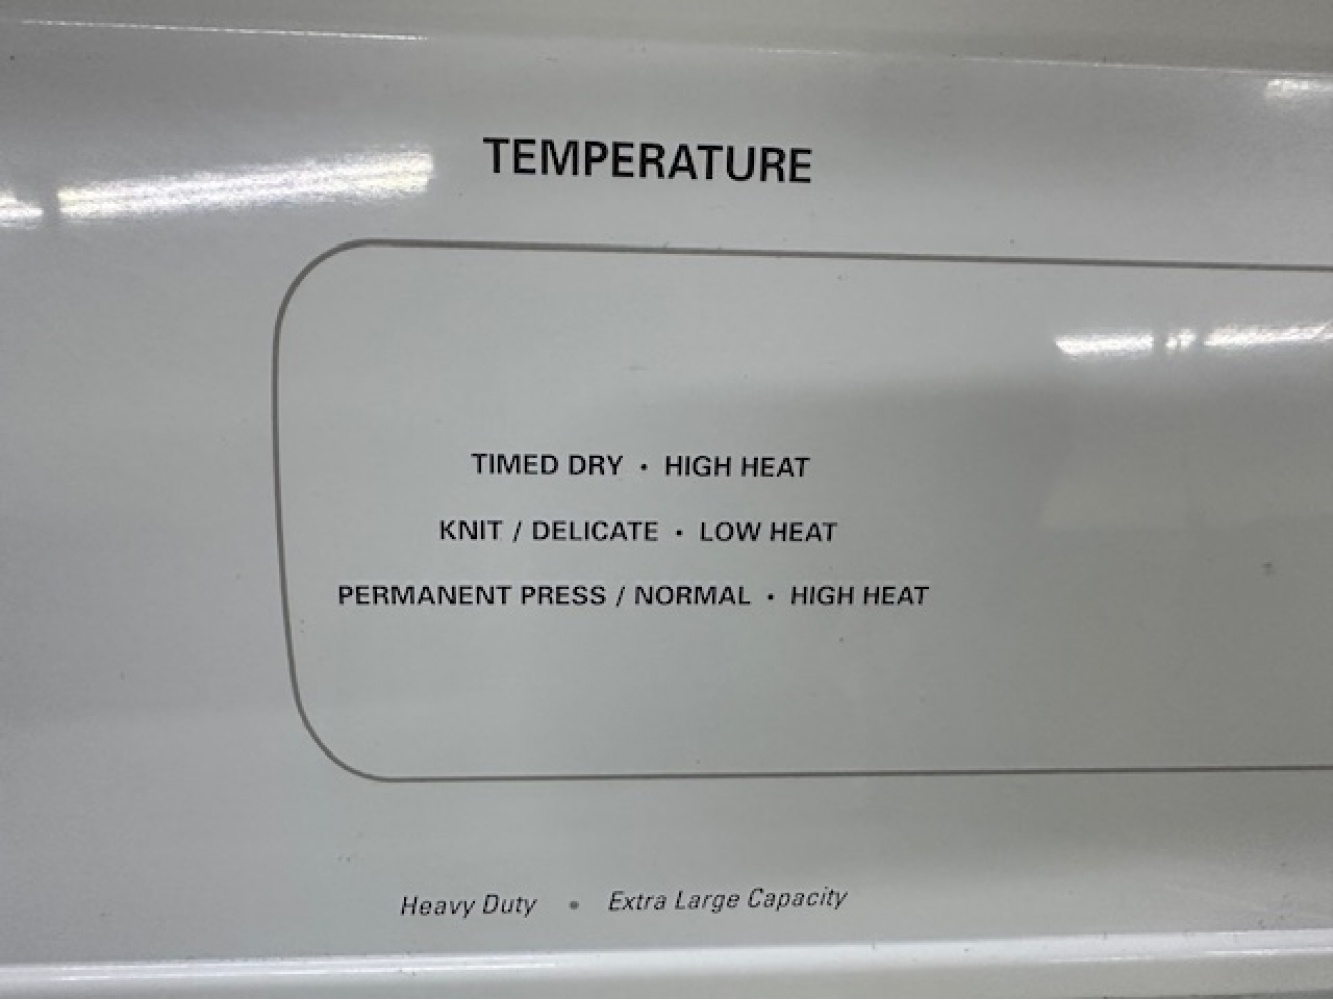 TEMPERATURE
TIMED DRY • HIGH HEAT
KNIT / DELICATE • LOW HEAT
PERMANENT PRESS / NORMAL • HIGH HEAT
Heavy Duty • Extra Large Capacity